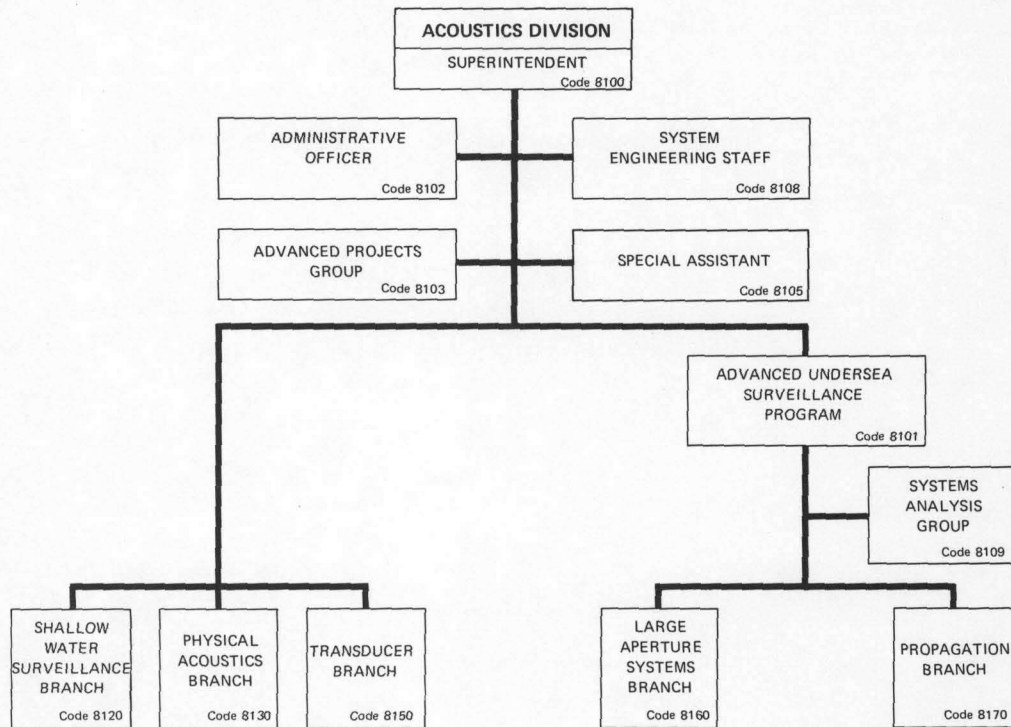 ACOUSTICS DIVISION
SUPERINTENDENT
Code 8100
ADMINISTRATIVE
OFFICER
Code 8102
SYSTEM
ENGINEERING STAFF
Code 8108
ADVANCED PROJECTS
GROUP
Code 8103
SPECIAL ASSISTANT
Code 8105
ADVANCED UNDERSEA
SURVEILLANCE
PROGRAM
Code 8101
SYSTEMS
ANALYSIS
GROUP
Code 8109
SHALLOW
WATER
SURVEILLANCE
BRANCH
Code 8120
PHYSICAL
ACOUSTICS
BRANCH
Code 8130
TRANSDUCER
BRANCH
Code 8150
LARGE
APERTURE
SYSTEMS
BRANCH
Code 8160
PROPAGATION
BRANCH
Code 8170